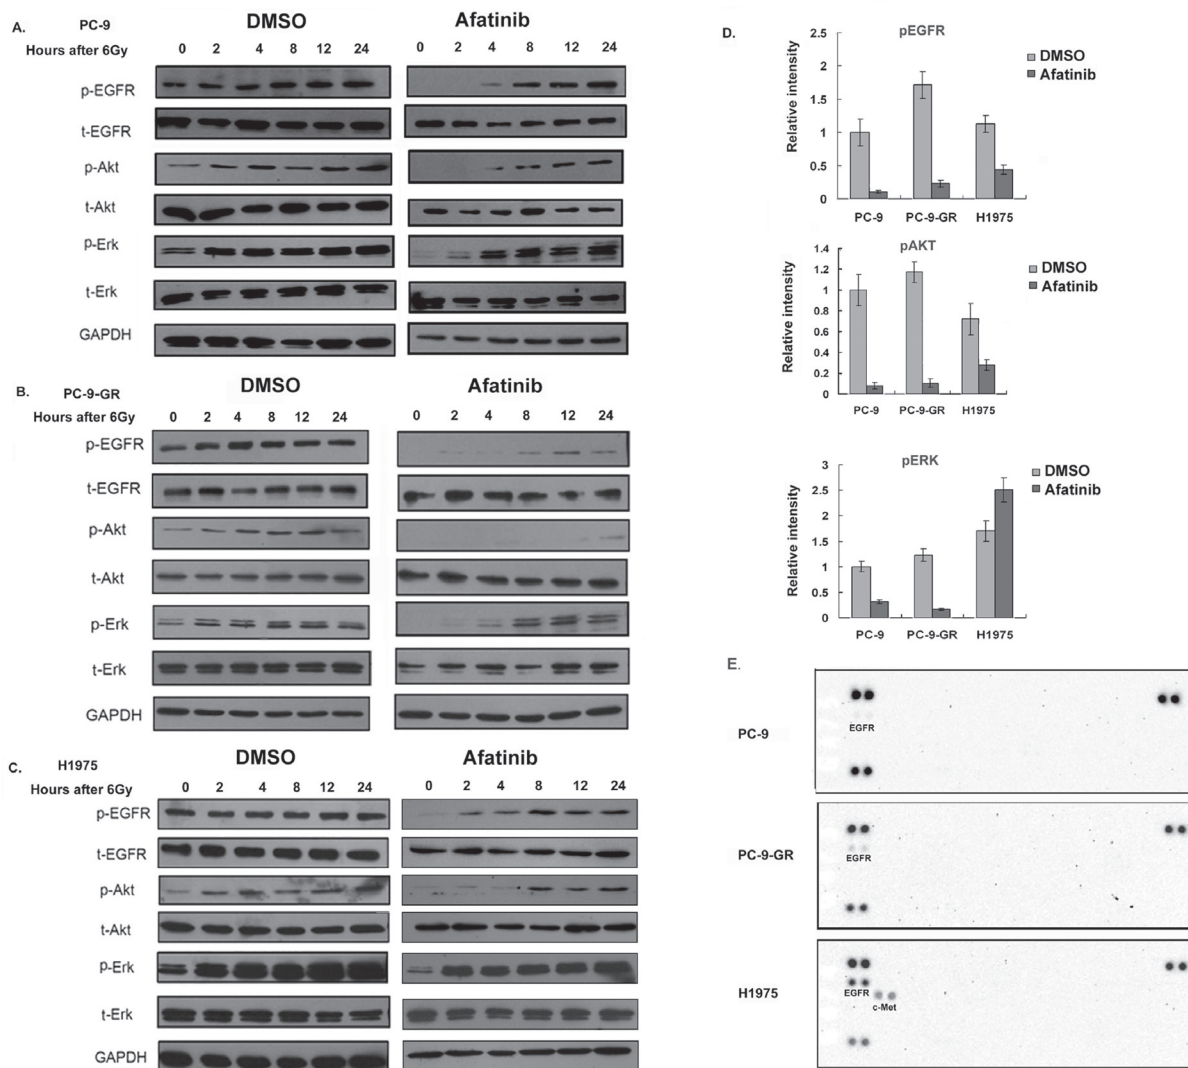 A. PC-9 DMSO Afatinib
Hours after 6Gy 0 2 4 8 12 24 0 2 4 8 12 24
p-EGFR
t-EGFR
p-Akt
t-Akt
p-Erk
t-Erk
GAPDH
B. PC-9-GR DMSO Afatinib
Hours after 6Gy 0 2 4 8 12 24 0 2 4 8 12 24
p-EGFR
t-EGFR
p-Akt
t-Akt
p-Erk
t-Erk
GAPDH
C. H1975 DMSO Afatinib
Hours after 6Gy 0 2 4 8 12 24 0 2 4 8 12 24
p-EGFR
t-EGFR
p-Akt
t-Akt
p-Erk
t-Erk
GAPDH
D.
pEGFR
Relative intensity
2.5
2
1.5
1
0.5
0
PC-9 PC-9-GR H1975
DMSO
Afatinib
pAKT
Relative intensity
1.4
1.2
1
0.8
0.6
0.4
0.2
0
PC-9 PC-9-GR H1975
DMSO
Afatinib
pERK
Relative intensity
3
2.5
2
1.5
1
0.5
0
PC-9 PC-9-GR H1975
DMSO
Afatinib
E.
PC-9
EGFR
PC-9-GR
EGFR
H1975
EGFR
c-Met